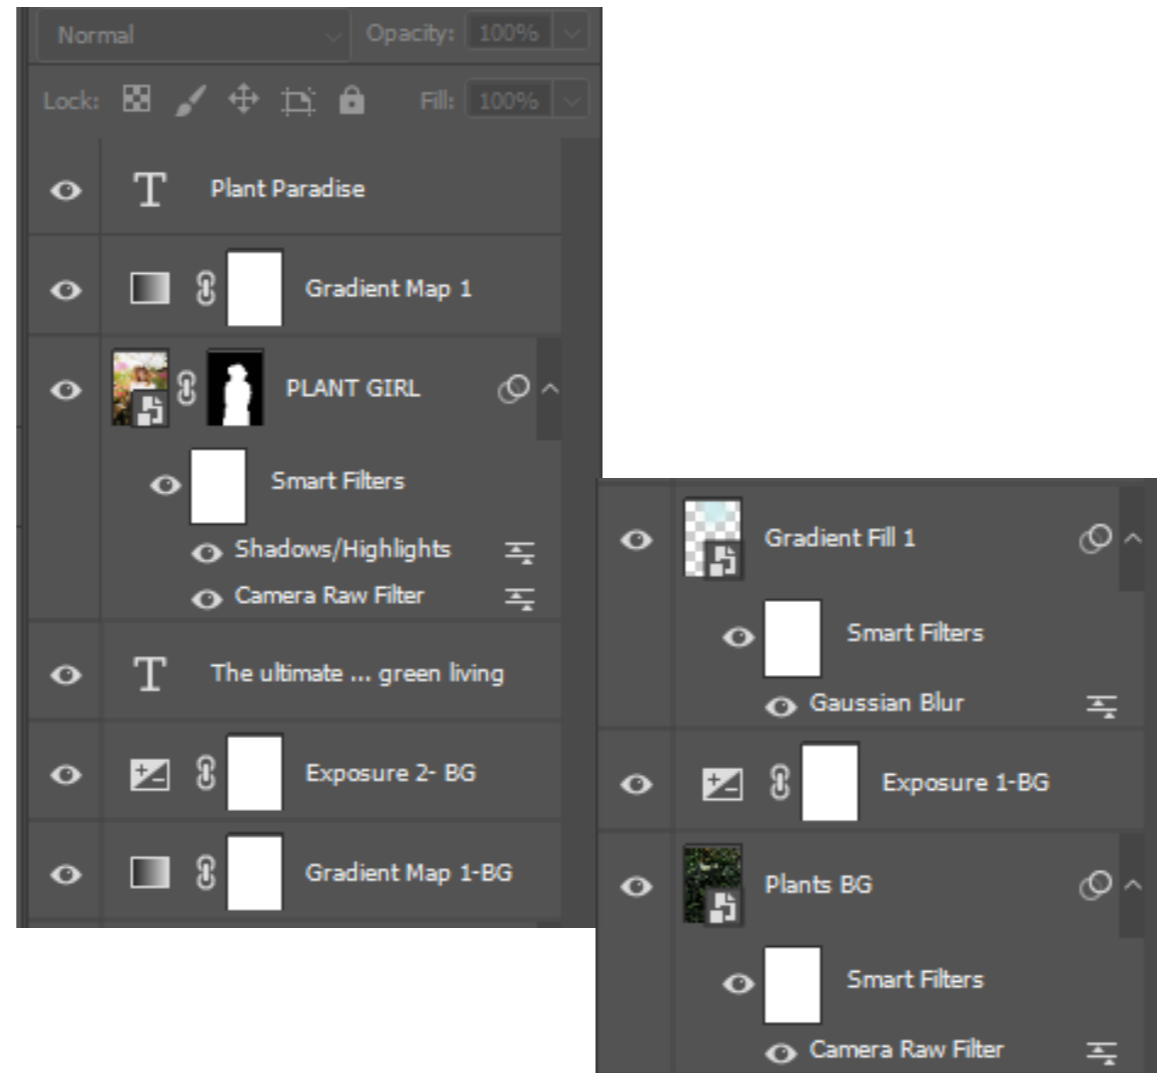 Normal
Opacity: 100%
Lock:
Fill: 100%
T Plant Paradise
Gradient Map 1
PLANT GIRL
Smart Filters
Shadows/Highlights
Camera Raw Filter
T The ultimate ... green living
Exposure 2- BG
Gradient Map 1-BG
Gradient Fill 1
Smart Filters
Gaussian Blur
Exposure 1-BG
Plants BG
Smart Filters
Camera Raw Filter